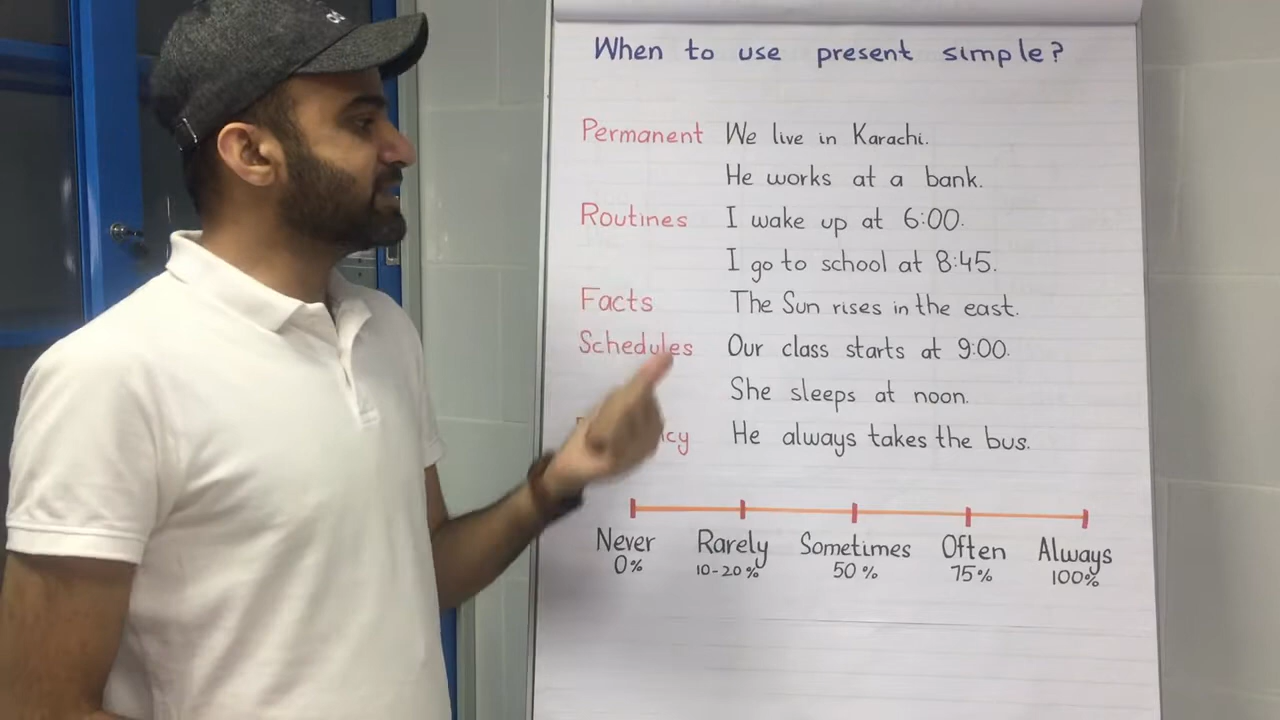 When to use present simple?
Permanent We live in Karachi.
He works at a bank.
Routines I wake up at 6:00.
I go to school at 8:45.
Facts The Sun rises in the east.
Schedules Our class starts at 9:00.
She sleeps at noon.
He always takes the bus.
Never Rarely Sometimes Often Always
0% 10-20% 50% 75% 100%